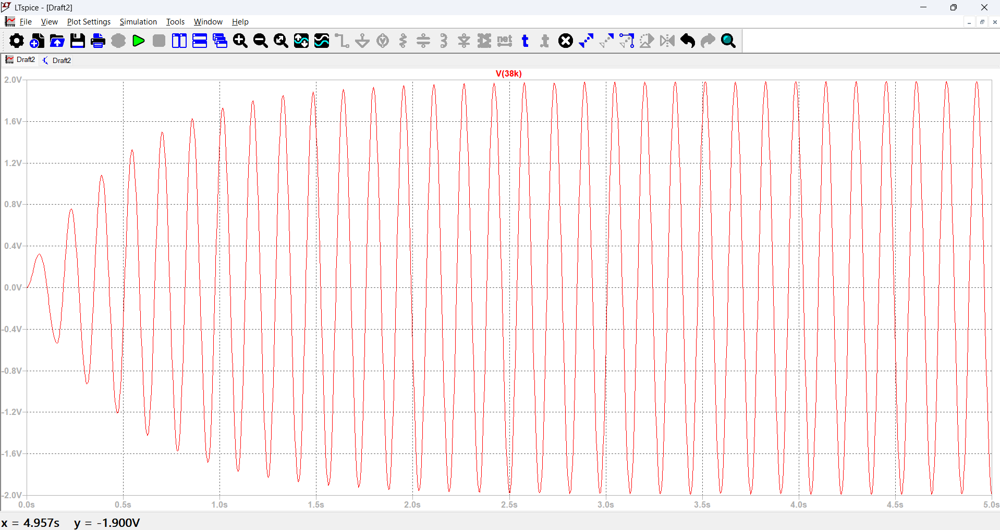 LTspice - [Draft2]
File View Plot Settings Simulation Tools Window Help
net t .t
Draft2 Draft2
V(38k)
2.0V
1.6V
1.2V
0.8V
0.4V
0.0V
-0.4V
-0.8V
-1.2V
-1.6V
-2.0V
0.0s 0.5s 1.0s 1.5s 2.0s 2.5s 3.0s 3.5s 4.0s 4.5s 5.0s
x = 4.957s y = -1.900V